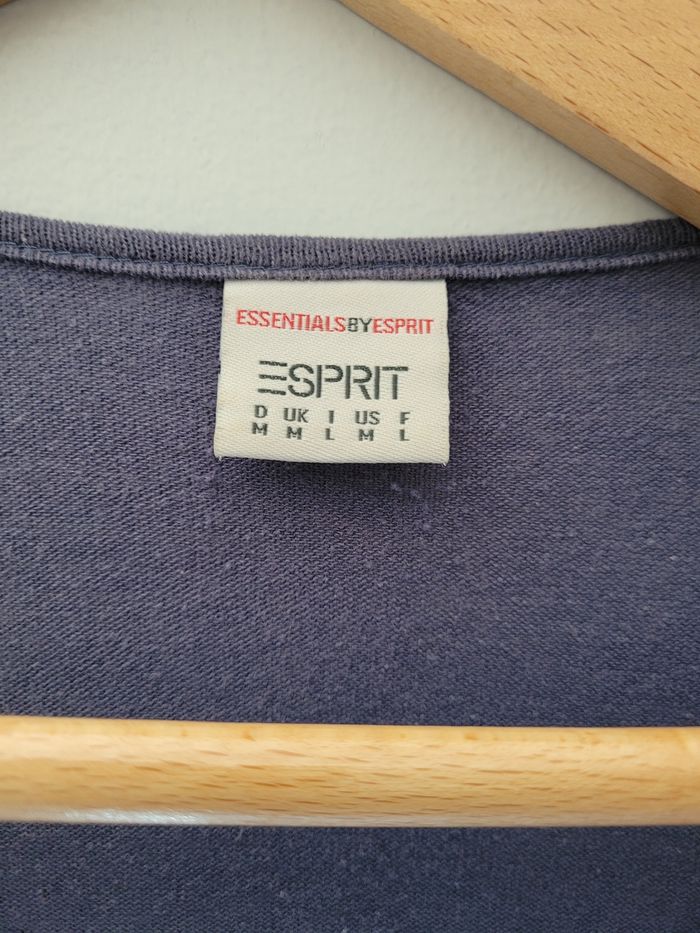 ESSENTIALSBYESPRIT
ESPRIT
D UK I US F
M M L M L